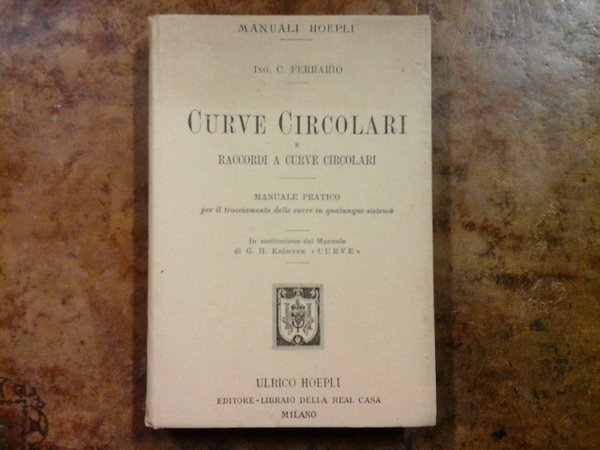 MANUALI HOEPLI
ING. C. FERRARIO
CURVE CIRCOLARI
E
RACCORDI A CURVE CIRCOLARI
MANUALE PRATICO
per il tracciamento delle curve in qualunque sistema
In sostituzione del Manuale
di G. H. KRÖHNKE «CURVE»
ULRICO HOEPLI
EDITORE-LIBRAIO DELLA REAL CASA
MILANO